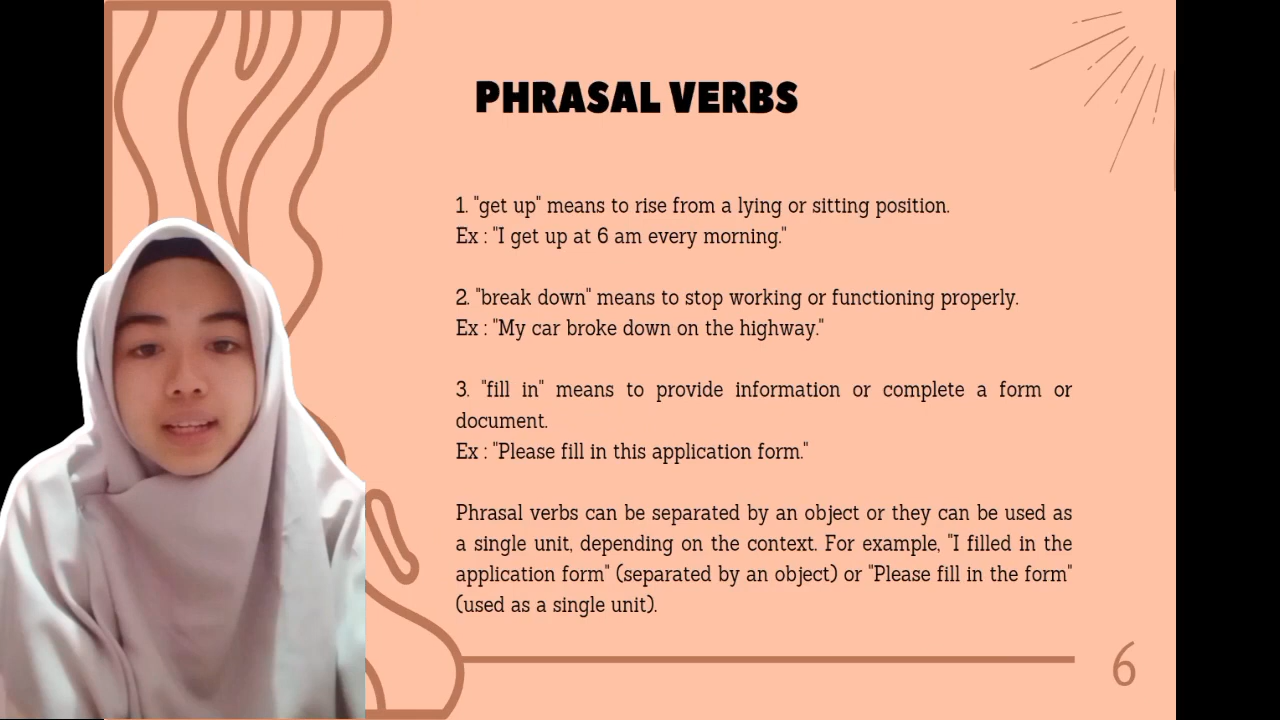 PHRASAL VERBS
1. "get up" means to rise from a lying or sitting position.
Ex : "I get up at 6 am every morning."
2. "break down" means to stop working or functioning properly.
Ex : "My car broke down on the highway."
3. "fill in" means to provide information or complete a form or
document.
Ex : "Please fill in this application form."
Phrasal verbs can be separated by an object or they can be used as
a single unit, depending on the context. For example, "I filled in the
application form" (separated by an object) or "Please fill in the form"
(used as a single unit).
6